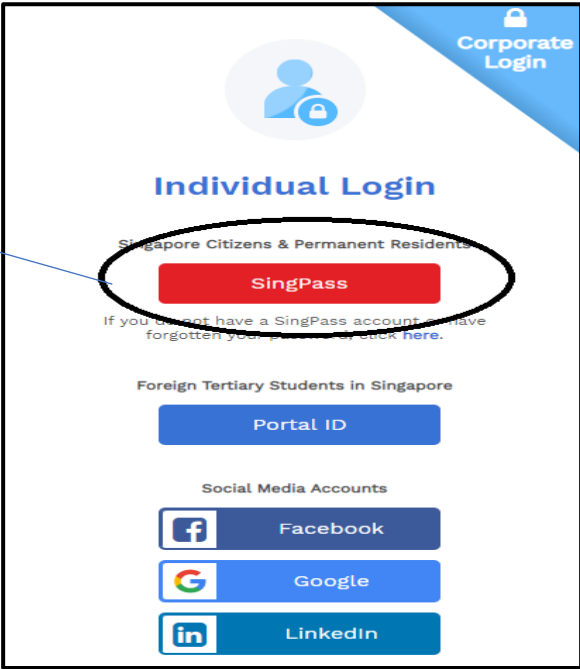 Corporate
Login
Individual Login
Singapore Citizens & Permanent Residents
SingPass
If you do not have a SingPass account or have
forgotten your password, click here.
Foreign Tertiary Students in Singapore
Portal ID
Social Media Accounts
Facebook
Google
in LinkedIn